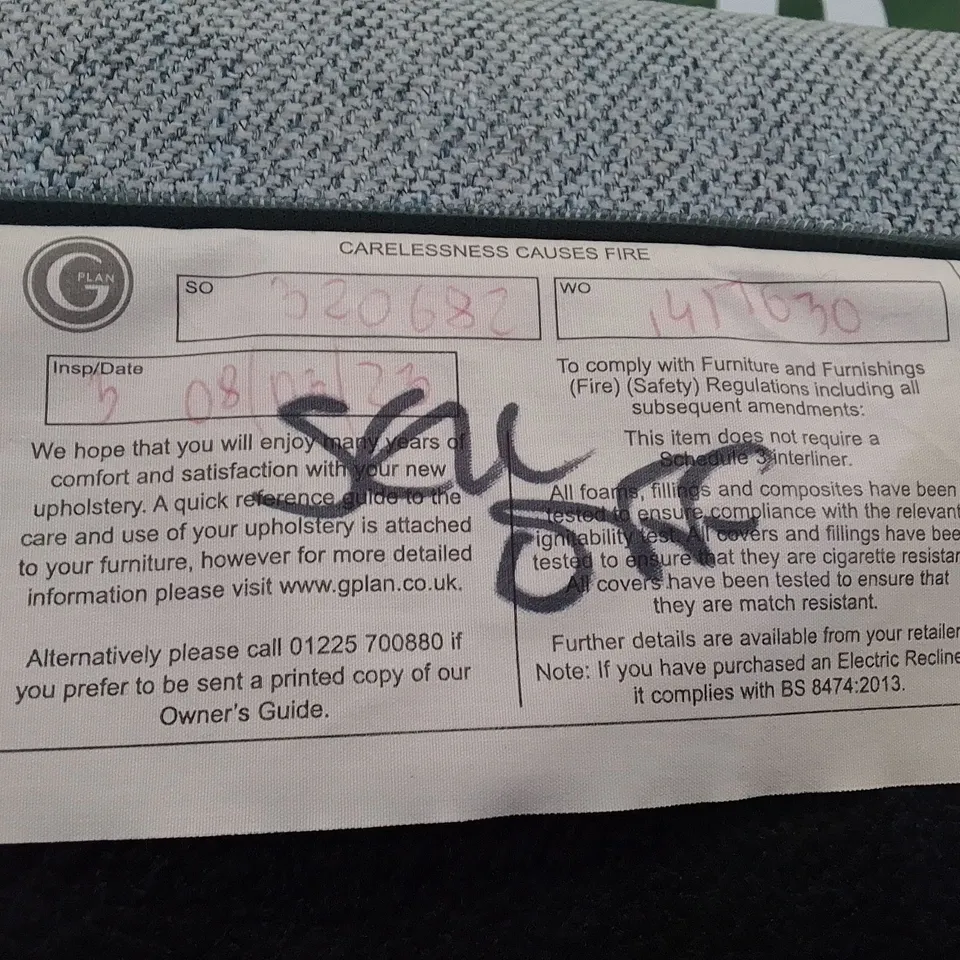 CARELESSNESS CAUSES FIRE
G PLAN
SO 320682
WO 1417630
Insp/Date
5 08/03/23
We hope that you will enjoy many years of
comfort and satisfaction with your new
upholstery. A quick reference guide to the
care and use of your upholstery is attached
to your furniture, however for more detailed
information please visit www.gplan.co.uk.
Alternatively please call 01225 700880 if
you prefer to be sent a printed copy of our
Owner's Guide.
To comply with Furniture and Furnishings
(Fire) (Safety) Regulations including all
subsequent amendments:
This item does not require a
Schedule 3 interliner.
All foams, fillings and composites have been
tested to ensure compliance with the relevant
ignitability test. All covers and fillings have bee
tested to ensure that they are cigarette resistar
All covers have been tested to ensure that
they are match resistant.
Further details are available from your retailer
Note: If you have purchased an Electric Recline
it complies with BS 8474:2013.
Sell
OFF